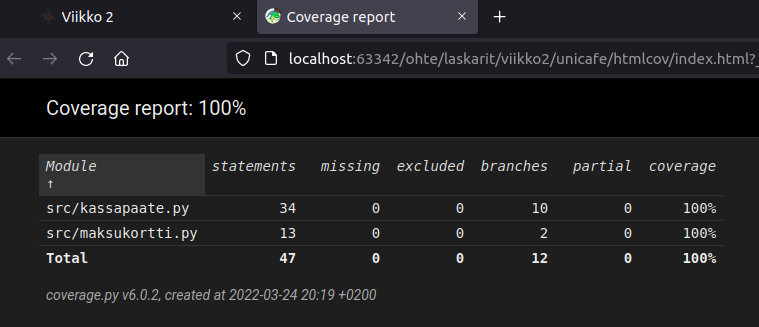 Viikko 2 × Coverage report × +
localhost:63342/ohte/laskarit/viikko2/unicafe/htmlcov/index.html?_
Coverage report: 100%
Module ↑ statements missing excluded branches partial coverage
src/kassapaate.py 34 0 0 10 0 100%
src/maksukortti.py 13 0 0 2 0 100%
Total 47 0 0 12 0 100%
coverage.py v6.0.2, created at 2022-03-24 20:19 +0200